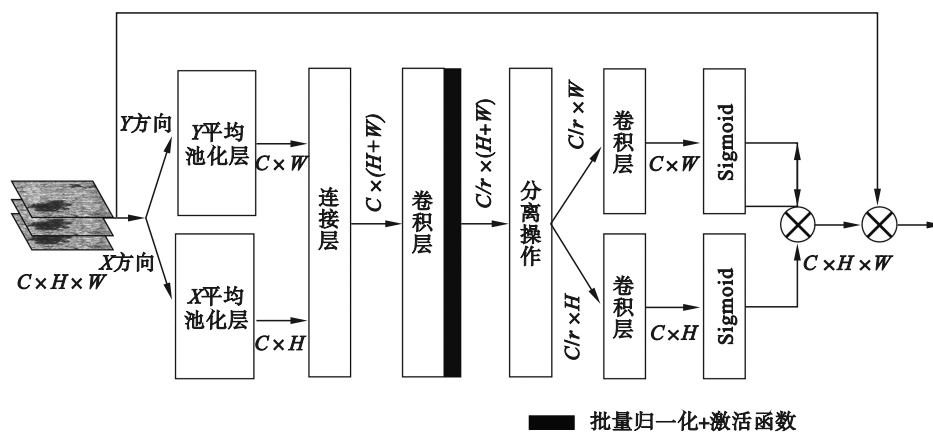 C×H×W
Y方向
X方向
Y平均
池化层
C×W
X平均
池化层
C×H
连接层
C×(H+W)
卷积层
C/r×(H+W)
分离操作
C/r×W
C/r×H
卷积层
C×W
Sigmoid
卷积层
C×H
Sigmoid
C×H×W
批量归一化+激活函数